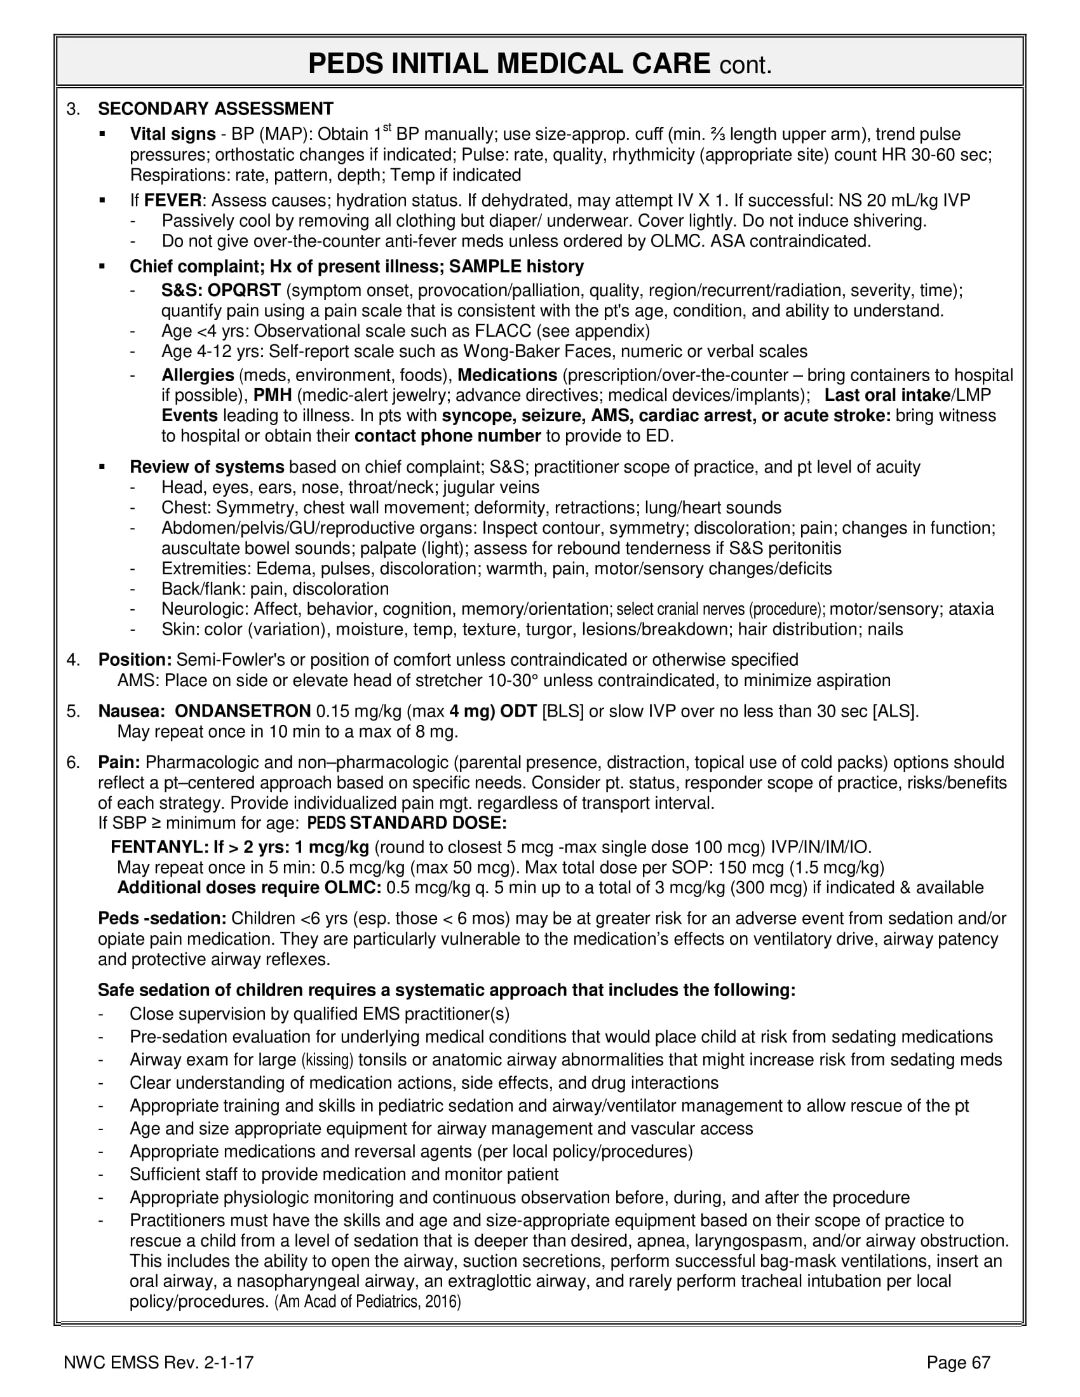 PEDS INITIAL MEDICAL CARE cont.
3. SECONDARY ASSESSMENT
▪ Vital signs - BP (MAP): Obtain 1st BP manually; use size-approp. cuff (min. ⅔ length upper arm), trend pulse
pressures; orthostatic changes if indicated; Pulse: rate, quality, rhythmicity (appropriate site) count HR 30-60 sec;
Respirations: rate, pattern, depth; Temp if indicated
▪ If FEVER: Assess causes; hydration status. If dehydrated, may attempt IV X 1. If successful: NS 20 mL/kg IVP
- Passively cool by removing all clothing but diaper/ underwear. Cover lightly. Do not induce shivering.
- Do not give over-the-counter anti-fever meds unless ordered by OLMC. ASA contraindicated.
▪ Chief complaint; Hx of present illness; SAMPLE history
- S&S: OPQRST (symptom onset, provocation/palliation, quality, region/recurrent/radiation, severity, time);
quantify pain using a pain scale that is consistent with the pt's age, condition, and ability to understand.
- Age <4 yrs: Observational scale such as FLACC (see appendix)
- Age 4-12 yrs: Self-report scale such as Wong-Baker Faces, numeric or verbal scales
- Allergies (meds, environment, foods), Medications (prescription/over-the-counter – bring containers to hospital
if possible), PMH (medic-alert jewelry; advance directives; medical devices/implants); Last oral intake/LMP
Events leading to illness. In pts with syncope, seizure, AMS, cardiac arrest, or acute stroke: bring witness
to hospital or obtain their contact phone number to provide to ED.
▪ Review of systems based on chief complaint; S&S; practitioner scope of practice, and pt level of acuity
- Head, eyes, ears, nose, throat/neck; jugular veins
- Chest: Symmetry, chest wall movement; deformity, retractions; lung/heart sounds
- Abdomen/pelvis/GU/reproductive organs: Inspect contour, symmetry; discoloration; pain; changes in function;
auscultate bowel sounds; palpate (light); assess for rebound tenderness if S&S peritonitis
- Extremities: Edema, pulses, discoloration; warmth, pain, motor/sensory changes/deficits
- Back/flank: pain, discoloration
- Neurologic: Affect, behavior, cognition, memory/orientation; select cranial nerves (procedure); motor/sensory; ataxia
- Skin: color (variation), moisture, temp, texture, turgor, lesions/breakdown; hair distribution; nails
4. Position: Semi-Fowler's or position of comfort unless contraindicated or otherwise specified
AMS: Place on side or elevate head of stretcher 10-30° unless contraindicated, to minimize aspiration
5. Nausea: ONDANSETRON 0.15 mg/kg (max 4 mg) ODT [BLS] or slow IVP over no less than 30 sec [ALS].
May repeat once in 10 min to a max of 8 mg.
6. Pain: Pharmacologic and non–pharmacologic (parental presence, distraction, topical use of cold packs) options should
reflect a pt–centered approach based on specific needs. Consider pt. status, responder scope of practice, risks/benefits
of each strategy. Provide individualized pain mgt. regardless of transport interval.
If SBP ≥ minimum for age: PEDS STANDARD DOSE:
FENTANYL: If > 2 yrs: 1 mcg/kg (round to closest 5 mcg -max single dose 100 mcg) IVP/IN/IM/IO.
May repeat once in 5 min: 0.5 mcg/kg (max 50 mcg). Max total dose per SOP: 150 mcg (1.5 mcg/kg)
Additional doses require OLMC: 0.5 mcg/kg q. 5 min up to a total of 3 mcg/kg (300 mcg) if indicated & available
Peds -sedation: Children <6 yrs (esp. those < 6 mos) may be at greater risk for an adverse event from sedation and/or
opiate pain medication. They are particularly vulnerable to the medication's effects on ventilatory drive, airway patency
and protective airway reflexes.
Safe sedation of children requires a systematic approach that includes the following:
- Close supervision by qualified EMS practitioner(s)
- Pre-sedation evaluation for underlying medical conditions that would place child at risk from sedating medications
- Airway exam for large (kissing) tonsils or anatomic airway abnormalities that might increase risk from sedating meds
- Clear understanding of medication actions, side effects, and drug interactions
- Appropriate training and skills in pediatric sedation and airway/ventilator management to allow rescue of the pt
- Age and size appropriate equipment for airway management and vascular access
- Appropriate medications and reversal agents (per local policy/procedures)
- Sufficient staff to provide medication and monitor patient
- Appropriate physiologic monitoring and continuous observation before, during, and after the procedure
- Practitioners must have the skills and age and size-appropriate equipment based on their scope of practice to
rescue a child from a level of sedation that is deeper than desired, apnea, laryngospasm, and/or airway obstruction.
This includes the ability to open the airway, suction secretions, perform successful bag-mask ventilations, insert an
oral airway, a nasopharyngeal airway, an extraglottic airway, and rarely perform tracheal intubation per local
policy/procedures. (Am Acad of Pediatrics, 2016)
NWC EMSS Rev. 2-1-17 Page 67